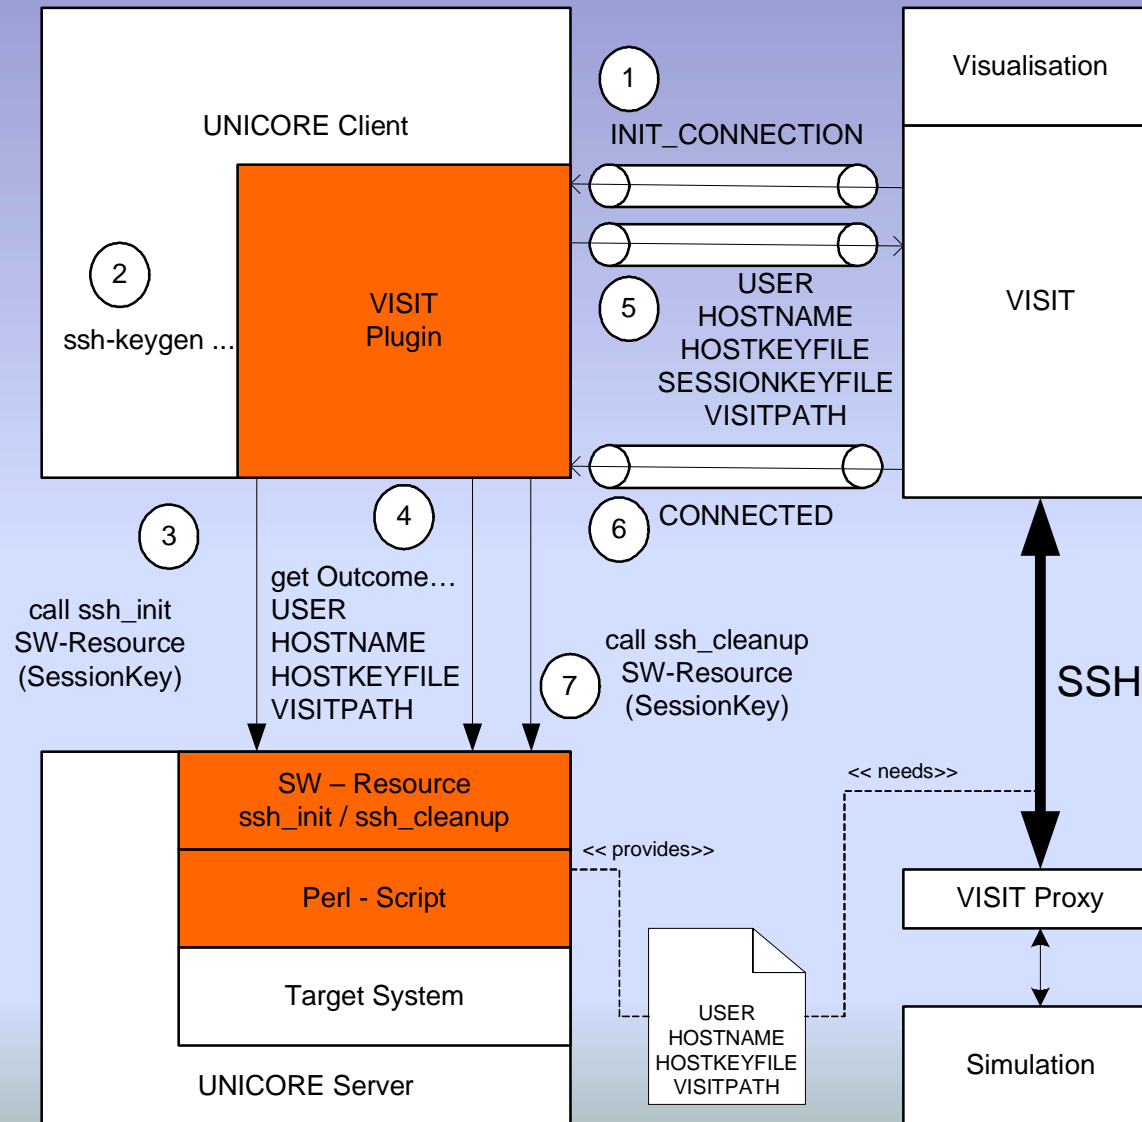 UNICORE Client
VISIT
Plugin
2
ssh-keygen ...
1
INIT_CONNECTION
5
USER
HOSTNAME
HOSTKEYFILE
SESSIONKEYFILE
VISITPATH
6
CONNECTED
Visualisation
VISIT
3
call ssh_init
SW-Resource
(SessionKey)
4
get Outcome…
USER
HOSTNAME
HOSTKEYFILE
VISITPATH
7
call ssh_cleanup
SW-Resource
(SessionKey)
SSH
SW – Resource
ssh_init / ssh_cleanup
Perl - Script
Target System
UNICORE Server
<< provides>>
<< needs>>
USER
HOSTNAME
HOSTKEYFILE
VISITPATH
VISIT Proxy
Simulation